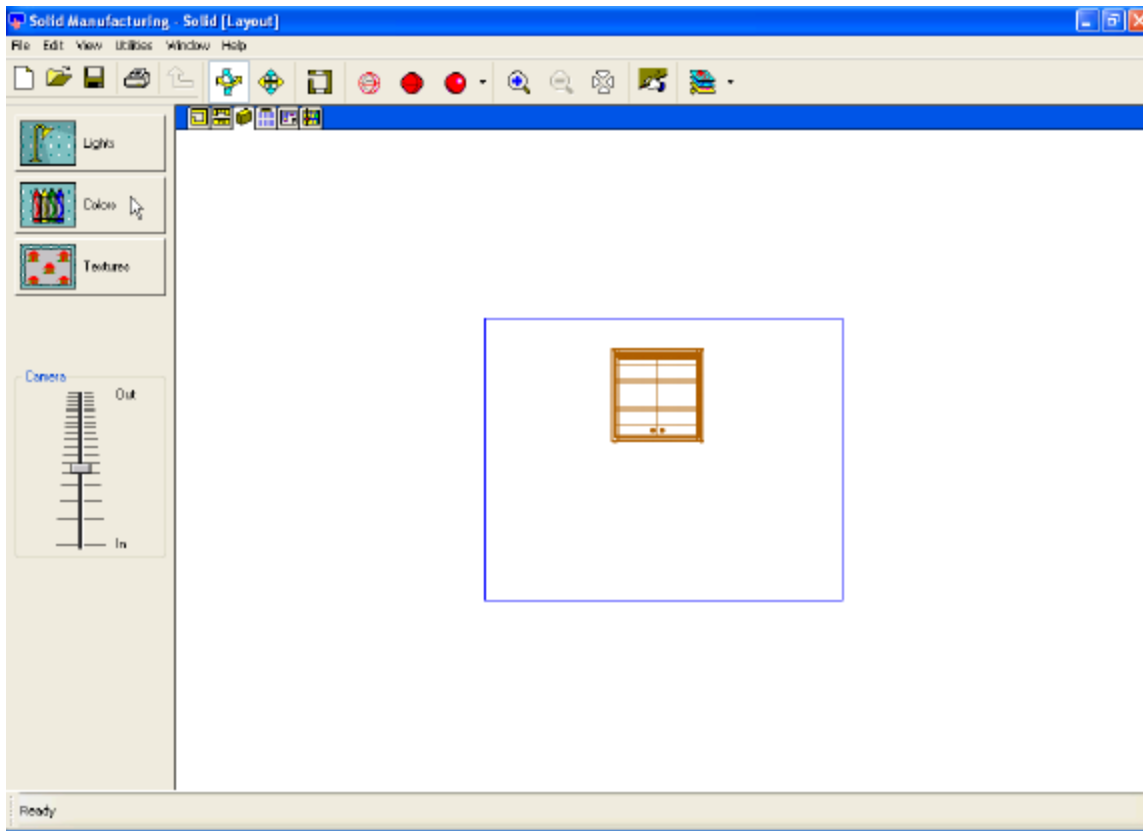 Solid Manufacturing - Solid [Layout]
File Edit View Utilities Window Help
Lights
Colors
Textures
Camera
Out
In
Ready